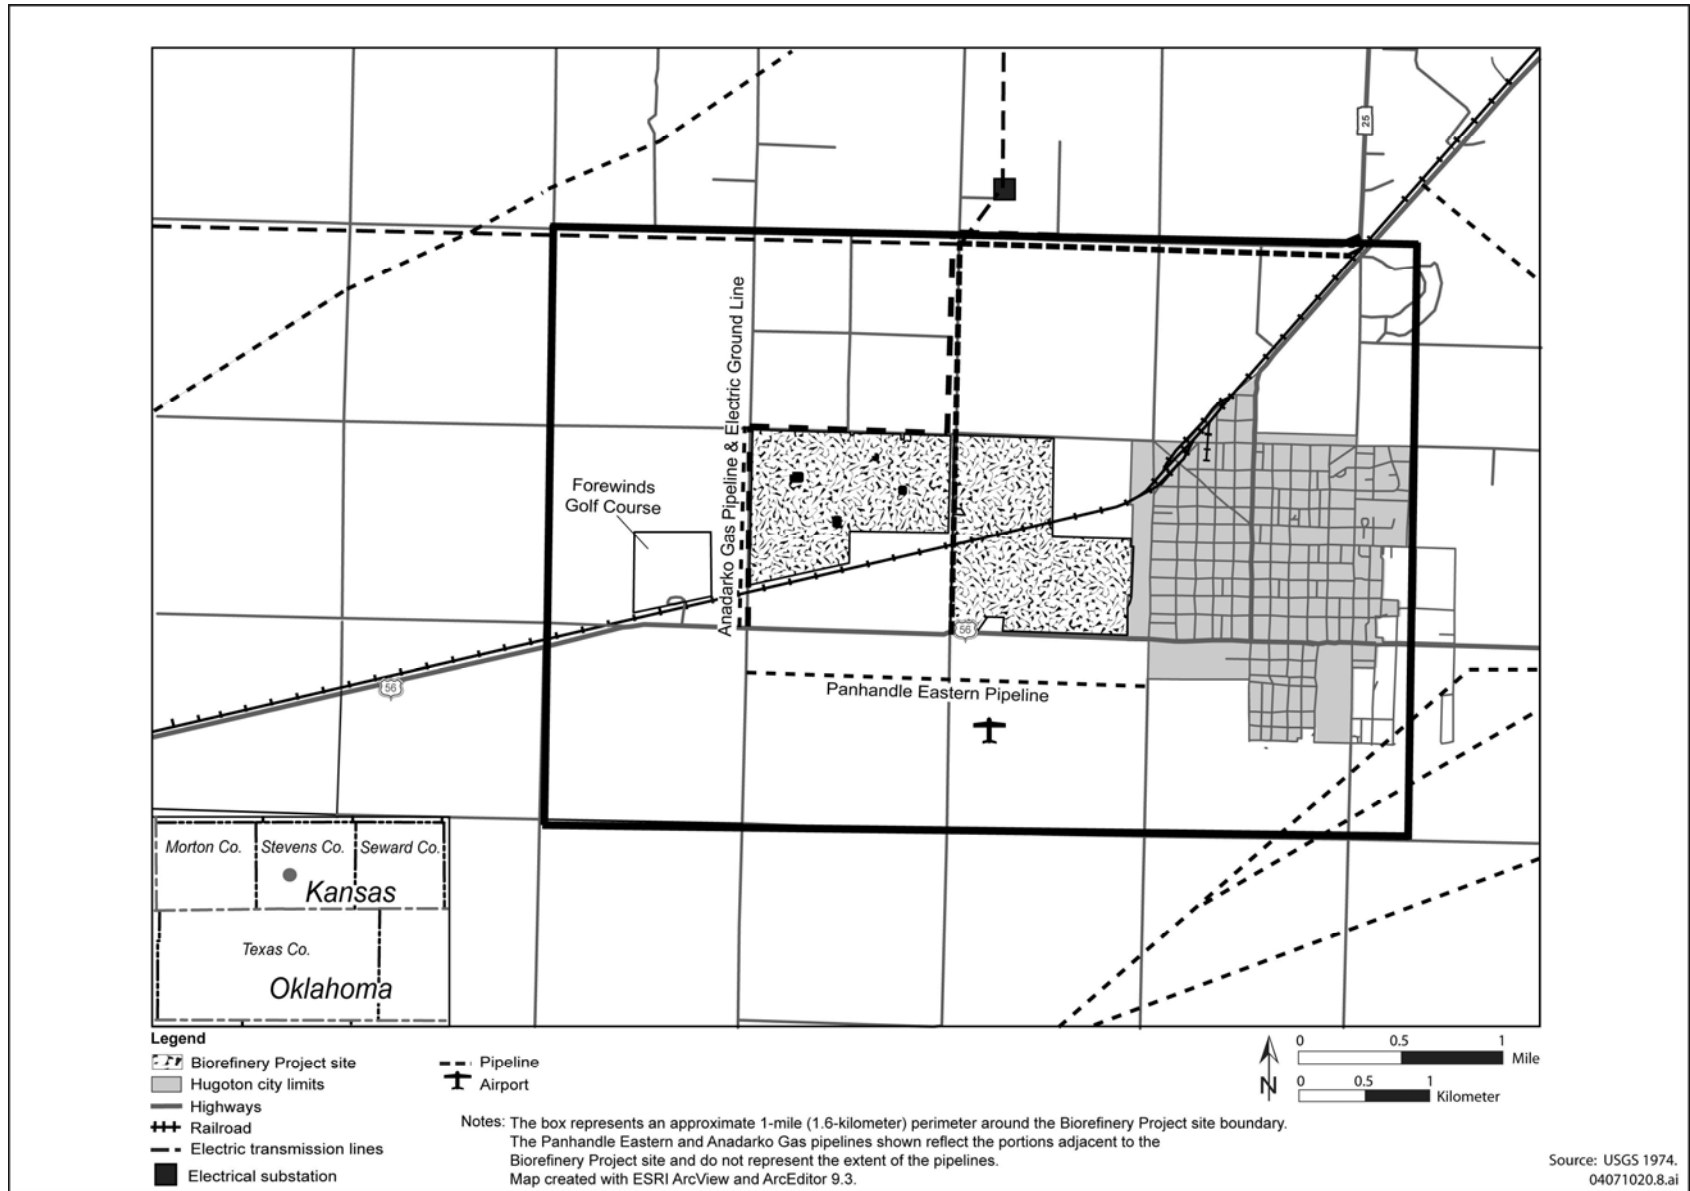 25
Anadarko Gas Pipeline & Electric Ground Line
Forewinds
Golf Course
56
56
Panhandle Eastern Pipeline
Morton Co.
Stevens Co.
Seward Co.
Kansas
Texas Co.
Oklahoma
Legend
Biorefinery Project site
Hugoton city limits
Highways
Railroad
Electric transmission lines
Electrical substation
Pipeline
Airport
N
0 0.5 1
Mile
0 0.5 1
Kilometer
Notes: The box represents an approximate 1-mile (1.6-kilometer) perimeter around the Biorefinery Project site boundary.
The Panhandle Eastern and Anadarko Gas pipelines shown reflect the portions adjacent to the
Biorefinery Project site and do not represent the extent of the pipelines.
Map created with ESRI ArcView and ArcEditor 9.3.
Source: USGS 1974.
04071020.8.ai